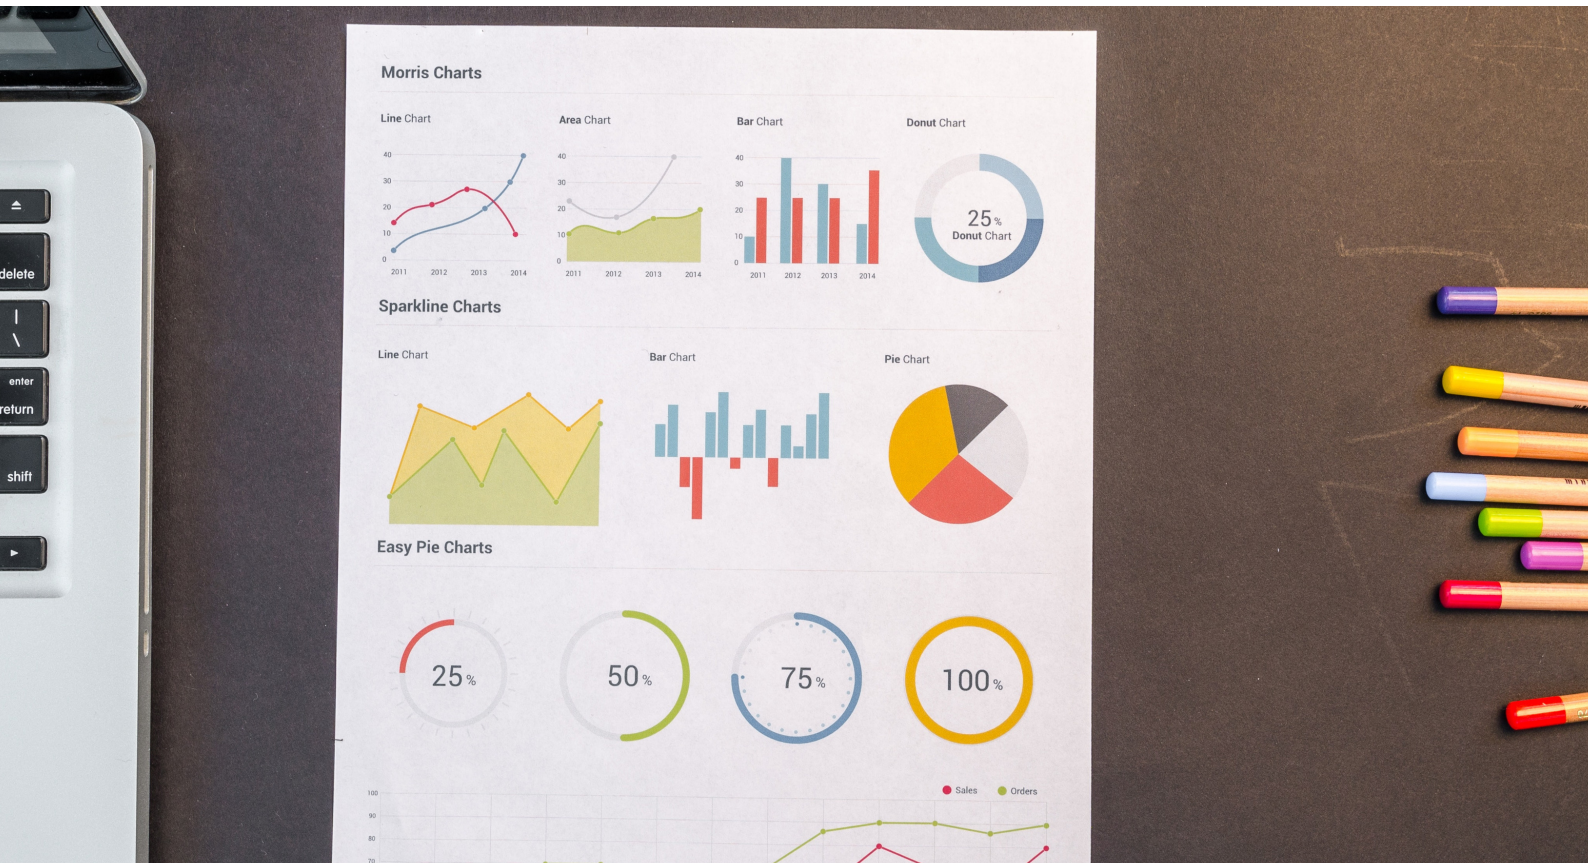 Morris Charts
Line Chart
Area Chart
Bar Chart
Donut Chart
40
30
20
10
0
2011 2012 2013 2014
40
30
20
10
0
2011 2012 2013 2014
40
30
20
10
0
2011 2012 2013 2014
25%
Donut Chart
Sparkline Charts
Line Chart
Bar Chart
Pie Chart
Easy Pie Charts
25%
50%
75%
100%
Sales Orders
100
90
80
70
delete
|
\
enter
return
shift